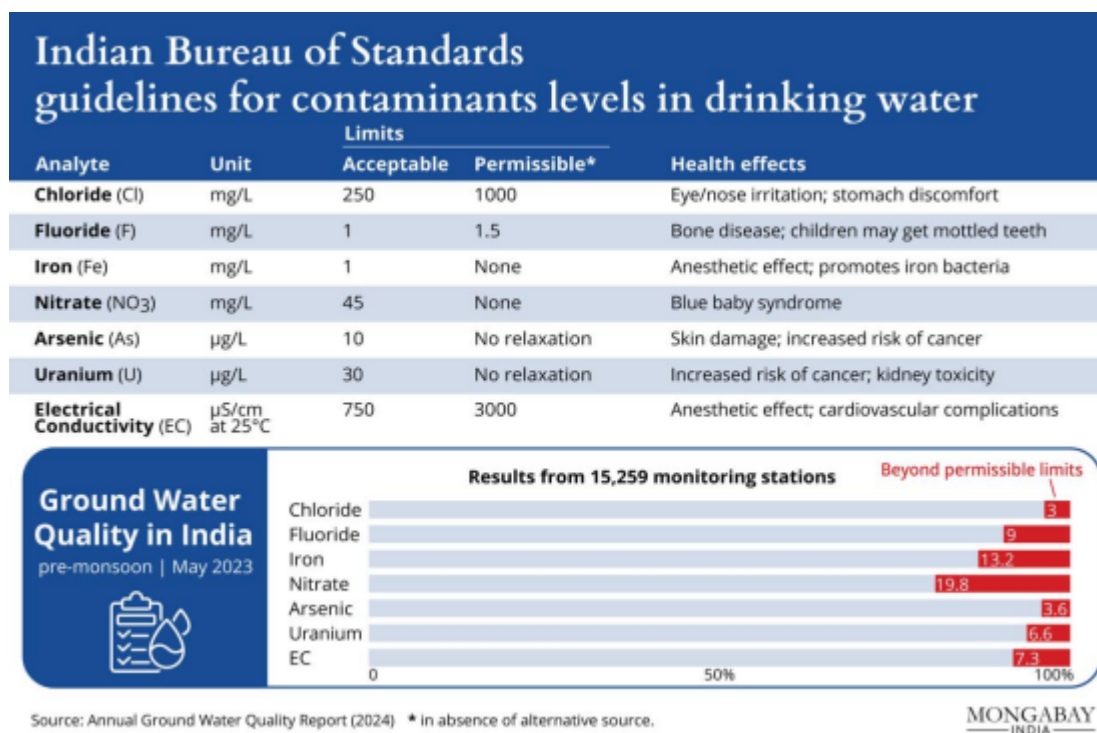 Indian Bureau of Standards
guidelines for contaminants levels in drinking water
Limits
Analyte Unit Acceptable Permissible* Health effects
Chloride (Cl) mg/L 250 1000 Eye/nose irritation; stomach discomfort
Fluoride (F) mg/L 1 1.5 Bone disease; children may get mottled teeth
Iron (Fe) mg/L 1 None Anesthetic effect; promotes iron bacteria
Nitrate (NO3) mg/L 45 None Blue baby syndrome
Arsenic (As) µg/L 10 No relaxation Skin damage; increased risk of cancer
Uranium (U) µg/L 30 No relaxation Increased risk of cancer; kidney toxicity
Electrical Conductivity (EC) µS/cm at 25°C 750 3000 Anesthetic effect; cardiovascular complications
Ground Water
Quality in India
pre-monsoon | May 2023
Results from 15,259 monitoring stations
Beyond permissible limits
Chloride 3
Fluoride 9
Iron 13.2
Nitrate 19.8
Arsenic 3.6
Uranium 6.6
EC 7.3
0 50% 100%
Source: Annual Ground Water Quality Report (2024) * in absence of alternative source.
MONGABAY
INDIA